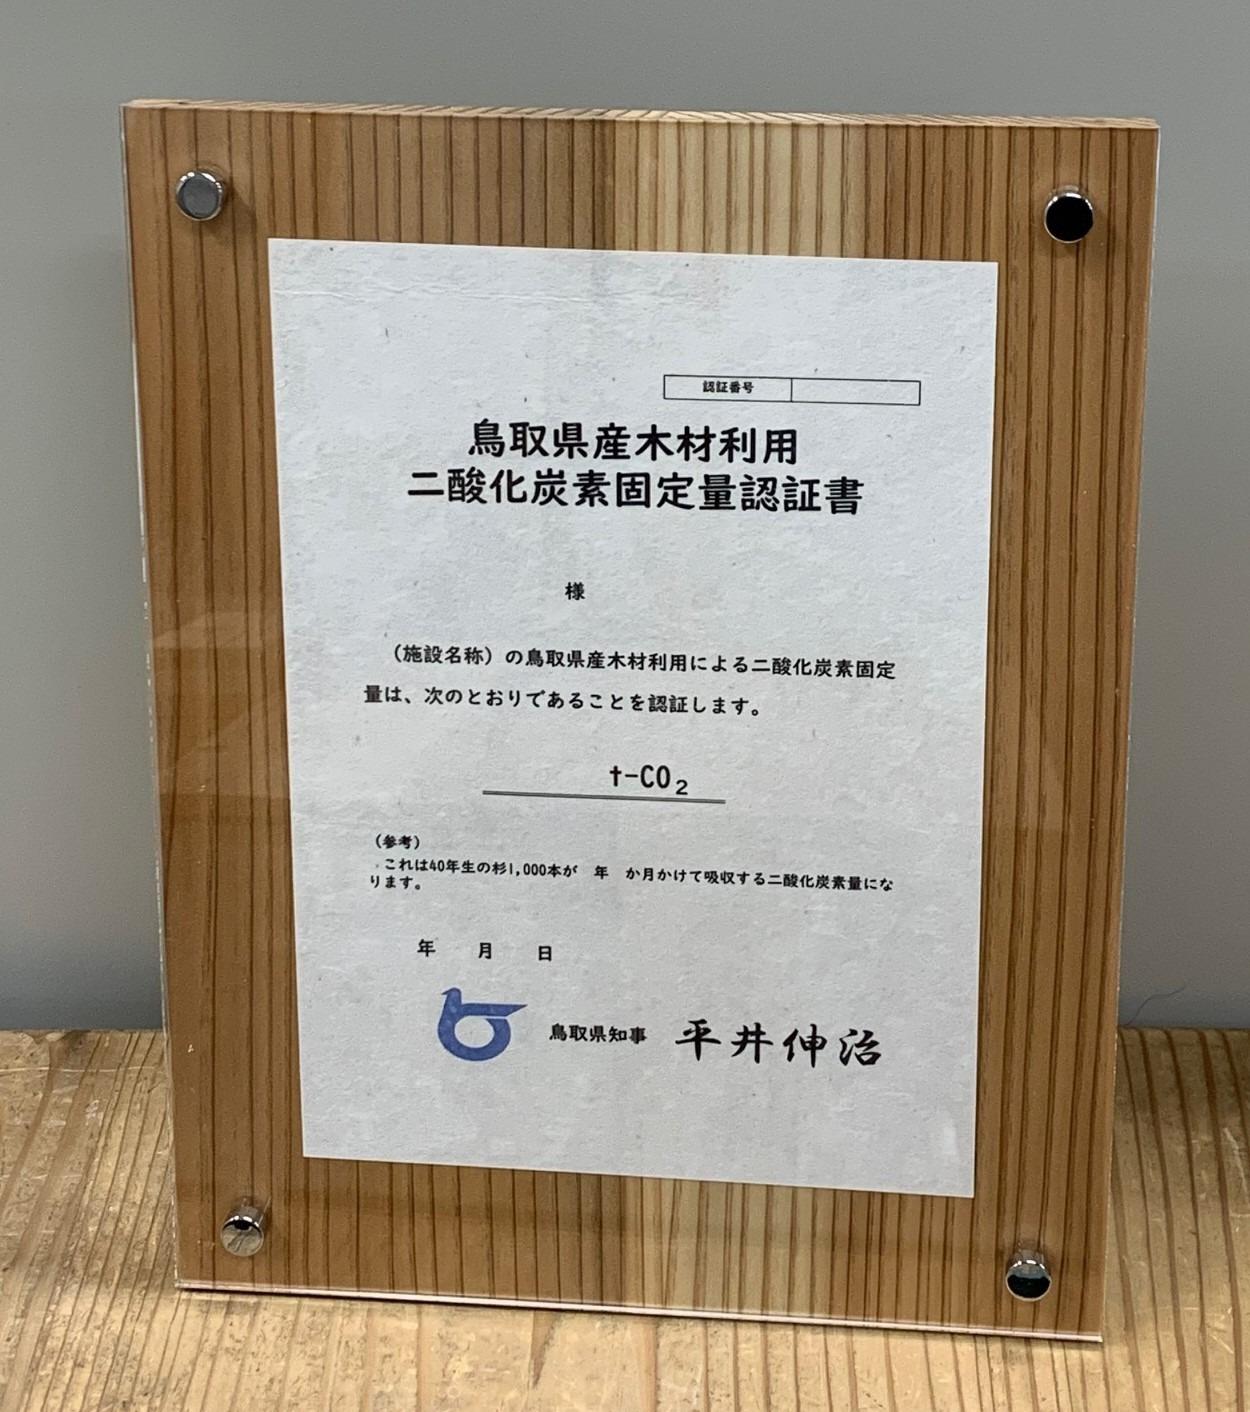 認証番号
鳥取県産木材利用
二酸化炭素固定量認証書
様
（施設名称）の鳥取県産木材利用による二酸化炭素固定
量は、次のとおりであることを認証します。
t-CO₂
（参考）
これは40年生の杉1,000本が　年　か月かけて吸収する二酸化炭素量にな
ります。
年　月　日
鳥取県知事　平井伸治